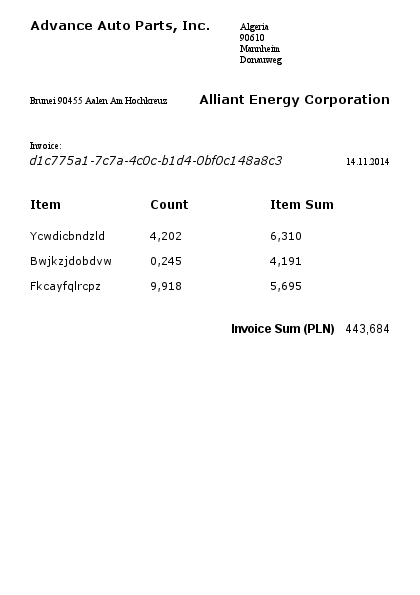 Advance Auto Parts, Inc.
Algeria
90610
Mannheim
Donauweg
Brunei 90455 Aalen Am Hochkreuz
Alliant Energy Corporation
Invoice:
d1c775a1-7c7a-4c0c-b1d4-0bf0c148a8c3
14.11.2014
Item Count Item Sum
Ycwdicbndzld 4,202 6,310
Bwjkzjdobdvw 0,245 4,191
Fkcayfqlrcpz 9,918 5,695
Invoice Sum (PLN) 443,684